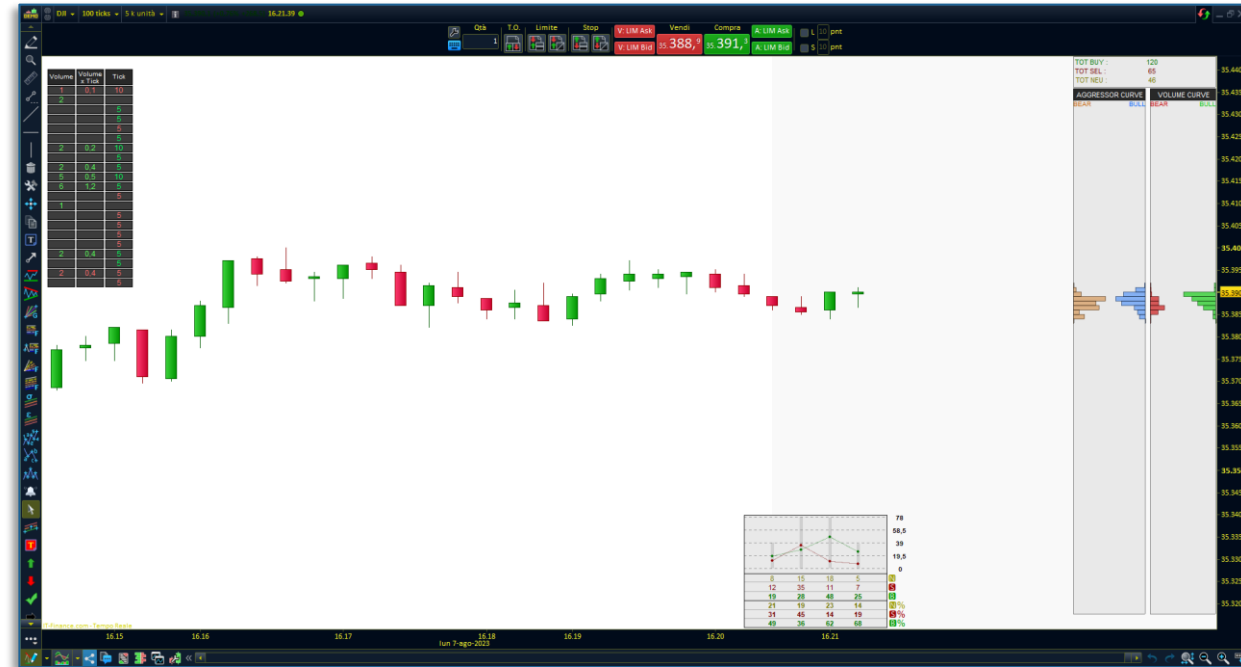 DEMO DJI 100 ticks 5 k unità 16.21.39
Qtà T.O. Limite Stop Vendi Compra
1 V: LIM Ask V: LIM Bid 35.388,9 35.391,3 A: LIM Ask A: LIM Bid L 10 pnt S 10 pnt
Volume Volume x Tick Tick
1 0,1 10
2
5
5
5
5
2 0,2 10
5
2 0,4 5
5 0,5 10
6 1,2 5
5
1
5
5
5
5
2 0,4 5
5
2 0,4 5
5
TOT BUY : 120
TOT SEL : 65
TOT NEU : 46
AGGRESSOR CURVE VOLUME CURVE
BEAR BULL BEAR BULL
35.440
35.435
35.430
35.425
35.420
35.415
35.410
35.405
35.40
35.395
35.390
35.385
35.380
35.375
35.370
35.365
35.360
35.355
35.35
35.345
35.340
35.335
35.330
35.325
35.320
78
58,5
39
19,5
0
8 15 18 5 N
12 35 11 7 S
19 28 48 25 B
21 19 23 14 N%
31 45 14 19 S%
49 36 62 68 B%
IT-Finance.com - Tempo Reale
16.15 16.16 16.17 16.18 16.19 16.20 16.21
lun 7-ago-2023